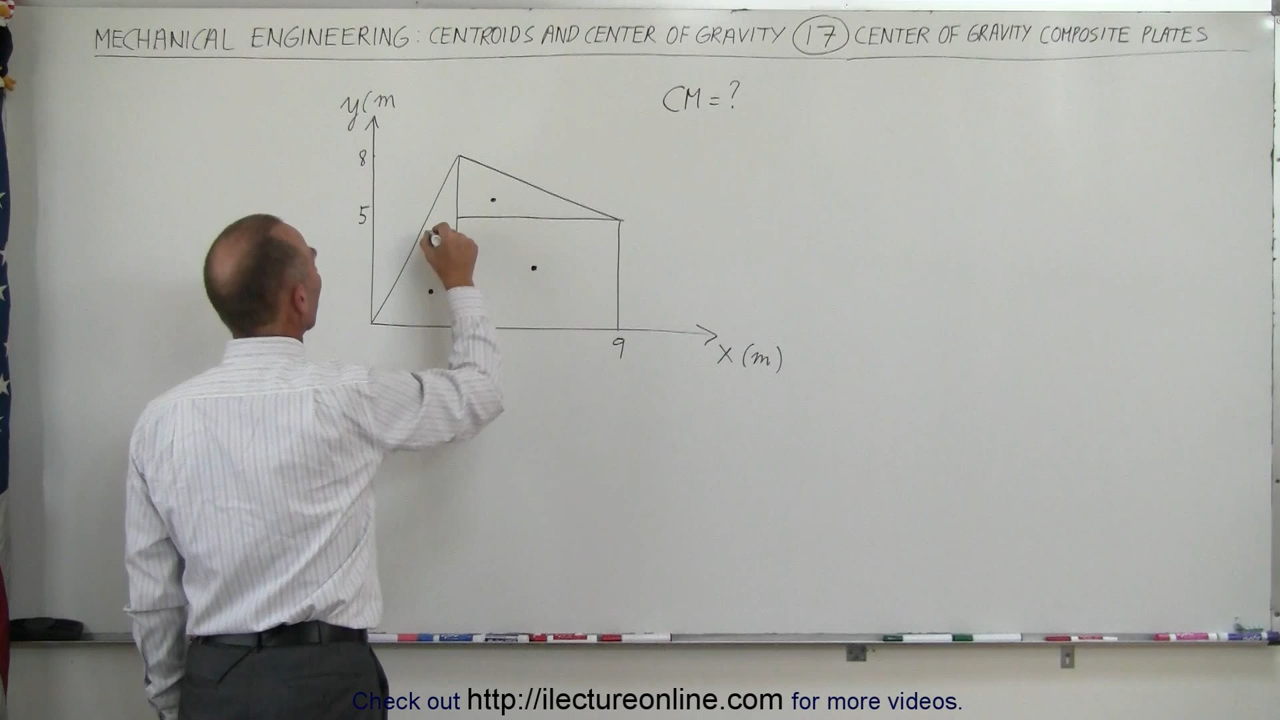 MECHANICAL ENGINEERING: CENTROIDS AND CENTER OF GRAVITY 17 CENTER OF GRAVITY COMPOSITE PLATES
CM = ?
y(m
8
5
9
X (m)
Check out http://ilectureonline.com for more videos.